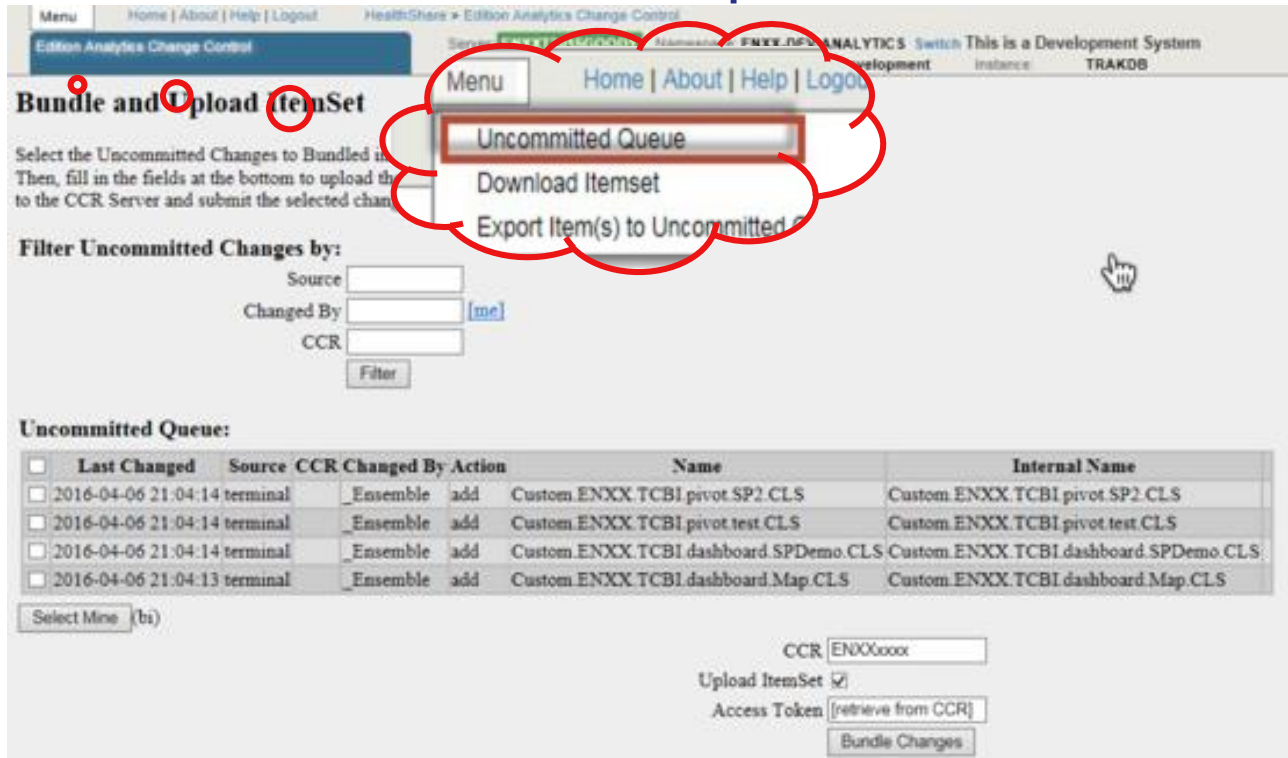 Menu Home | About | Help | Logout HealthShare » Edition Analytics Change Control
Edition Analytics Change Control
Server Namespace ENXX-DEV-ANALYTICS Switch This is a Development System
Development Instance TRAKDB
Menu Home | About | Help | Logou
Uncommitted Queue
Download Itemset
Export Item(s) to Uncommitted
Bundle and Upload ItemSet
Select the Uncommitted Changes to Bundled
Then, fill in the fields at the bottom to upload
to the CCR Server and submit the selected
Filter Uncommitted Changes by:
Source
Changed By [me]
CCR
Filter
Uncommitted Queue:
Last Changed Source CCR Changed By Action Name Internal Name
2016-04-06 21:04:14 terminal _Ensemble add Custom.ENXX.TCBI.pivot.SP2.CLS Custom.ENXX.TCBI.pivot.SP2.CLS
2016-04-06 21:04:14 terminal _Ensemble add Custom.ENXX.TCBI.pivot.test.CLS Custom.ENXX.TCBI.pivot.test.CLS
2016-04-06 21:04:14 terminal _Ensemble add Custom.ENXX.TCBI.dashboard.SPDemo.CLS Custom.ENXX.TCBI.dashboard.SPDemo.CLS
2016-04-06 21:04:13 terminal _Ensemble add Custom.ENXX.TCBI.dashboard.Map.CLS Custom.ENXX.TCBI.dashboard.Map.CLS
Select Mine (bi)
CCR ENXXxxxx
Upload ItemSet
Access Token [retrieve from CCR]
Bundle Changes